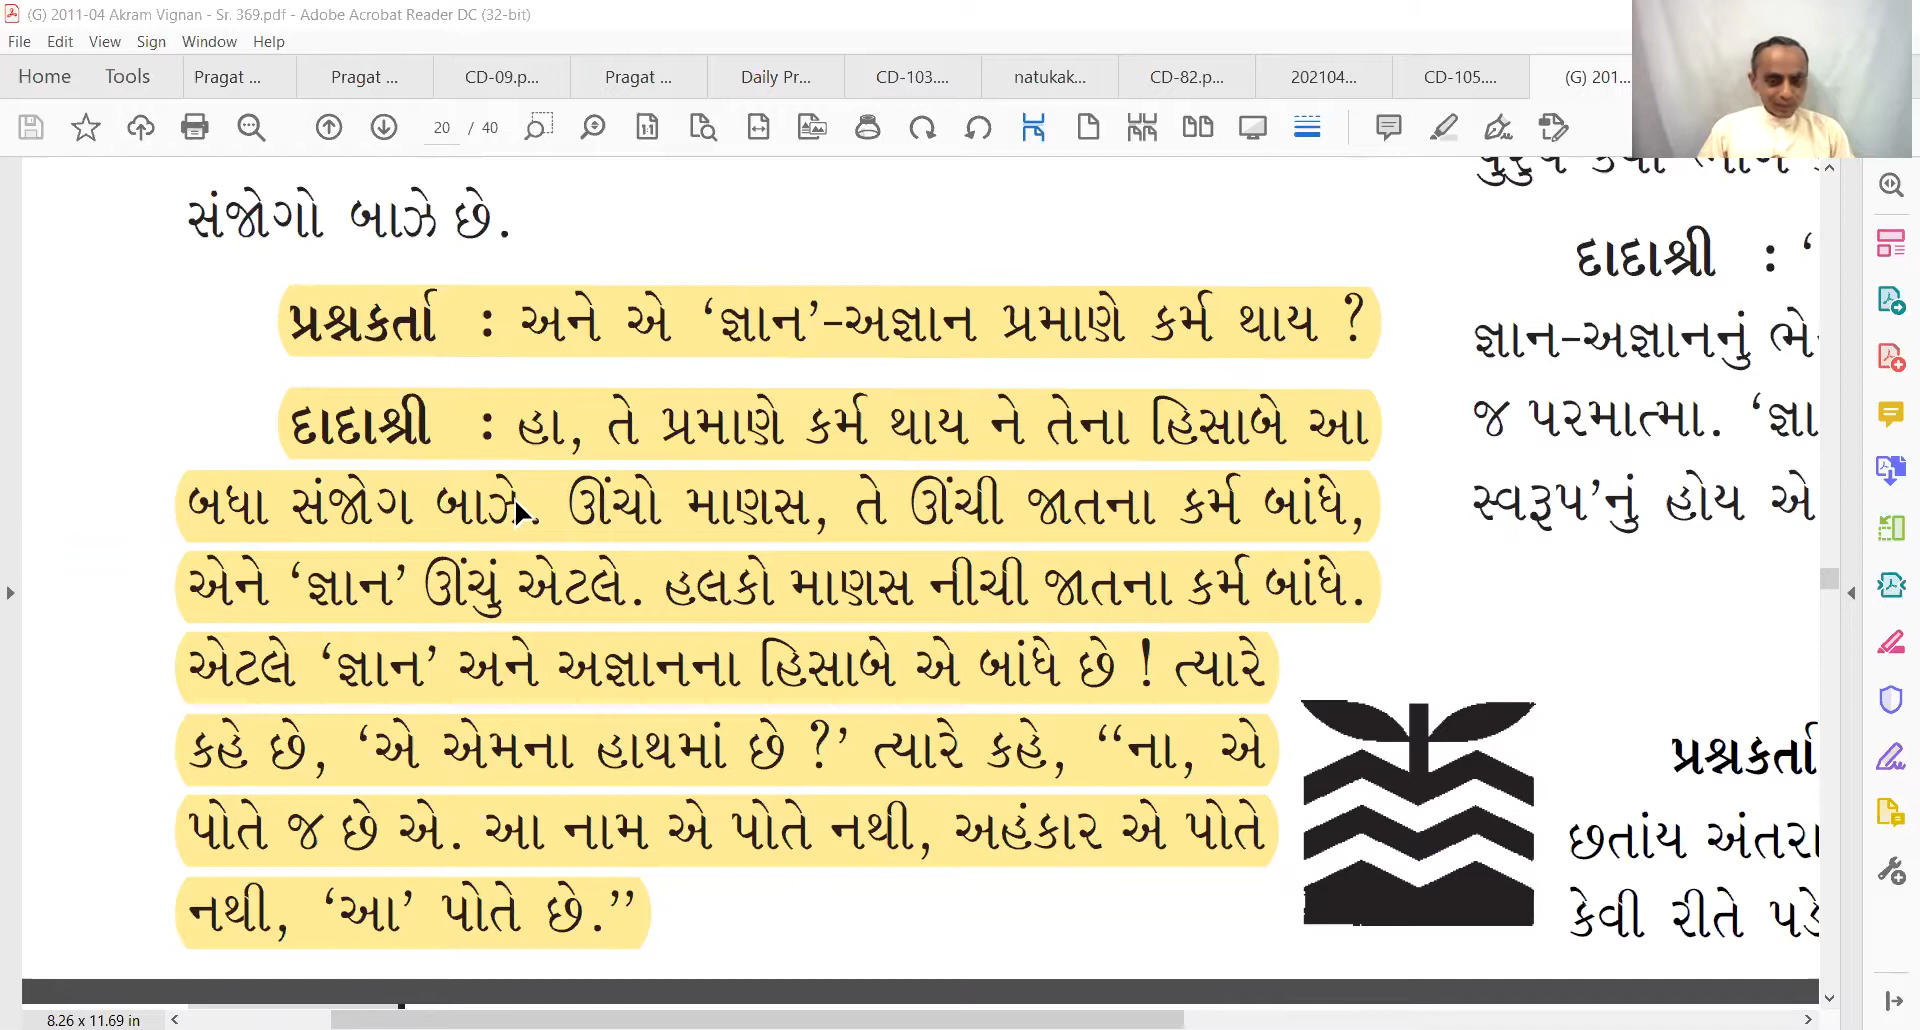 (G) 2011-04 Akram Vignan - Sr. 369.pdf - Adobe Acrobat Reader DC (32-bit)
File Edit View Sign Window Help
Home Tools Pragat ... Pragat ... CD-09.p... Pragat ... Daily Pr... CD-103.... natukak... CD-82.p... 202104... CD-105.... (G) 201...
20 / 40
સંજોગો બાઝે છે.
પ્રશ્નકર્તા : અને એ ‘જ્ઞાન’-અજ્ઞાન પ્રમાણે કર્મ થાય ?
દાદાશ્રી : હા, તે પ્રમાણે કર્મ થાય ને તેના હિસાબે આ
બધા સંજોગ બાઝે. ઊંચો માણસ, તે ઊંચી જાતના કર્મ બાંધે,
એને ‘જ્ઞાન’ ઊંચું એટલે. હલકો માણસ નીચી જાતના કર્મ બાંધે.
એટલે ‘જ્ઞાન’ અને અજ્ઞાનના હિસાબે એ બાંધે છે ! ત્યારે
કહે છે, ‘એ એમના હાથમાં છે ?’ ત્યારે કહે, “ના, એ
પોતે જ છે એ. આ નામ એ પોતે નથી, અહંકાર એ પોતે
નથી, ‘આ’ પોતે છે.”
દાદાશ્રી : ‘
જ્ઞાન-અજ્ઞાનનું
જ પરમાત્મા. ‘જ્ઞા
સ્વરૂપ’નું હોય એ
પ્રશ્નકર્તા
છતાંય અંતરા
કેવી રીતે પડે
8.26 x 11.69 in